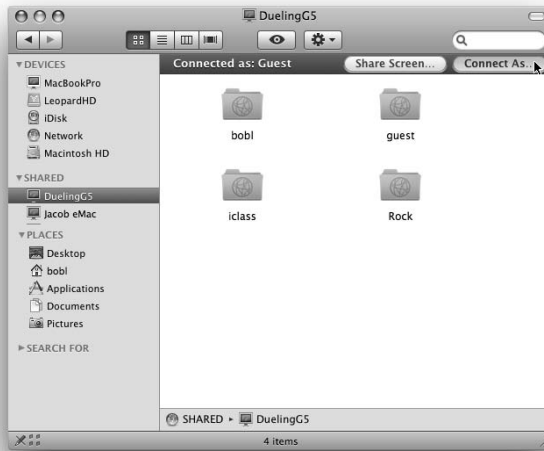 DuelingG5
Connected as: Guest
Share Screen...
Connect As...
DEVICES
MacBookPro
LeopardHD
iDisk
Network
Macintosh HD
SHARED
DuelingG5
Jacob eMac
PLACES
Desktop
bobl
Applications
Documents
Pictures
SEARCH FOR
bobl
guest
iclass
Rock
SHARED
DuelingG5
4 items